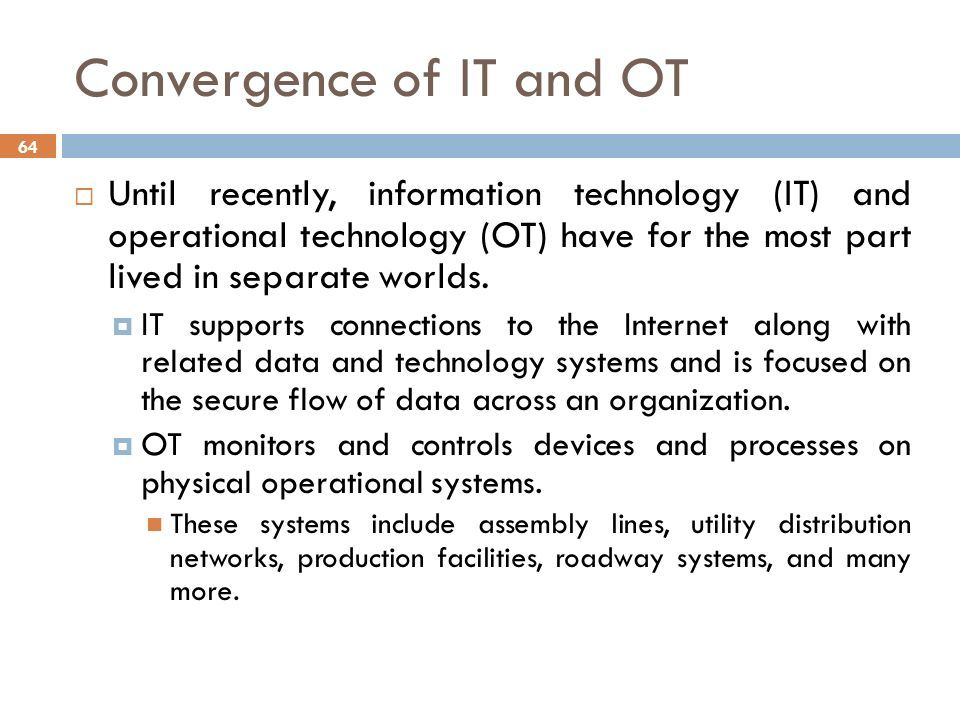 Convergence of IT and OT
64
Until recently, information technology (IT) and
operational technology (OT) have for the most part
lived in separate worlds.
IT supports connections to the Internet along with
related data and technology systems and is focused on
the secure flow of data across an organization.
OT monitors and controls devices and processes on
physical operational systems.
These systems include assembly lines, utility distribution
networks, production facilities, roadway systems, and many
more.